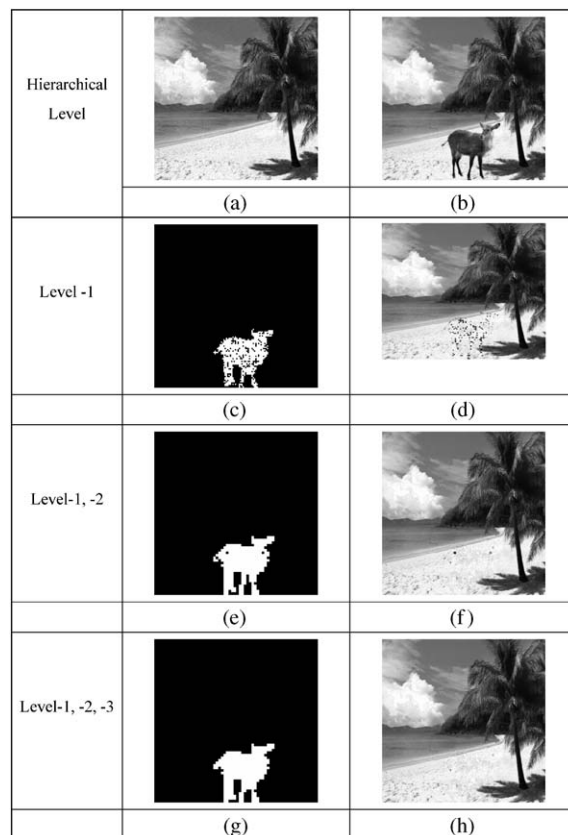 Hierarchical
Level
(a)
(b)
Level -1
(c)
(d)
Level-1, -2
(e)
(f)
Level-1, -2, -3
(g)
(h)